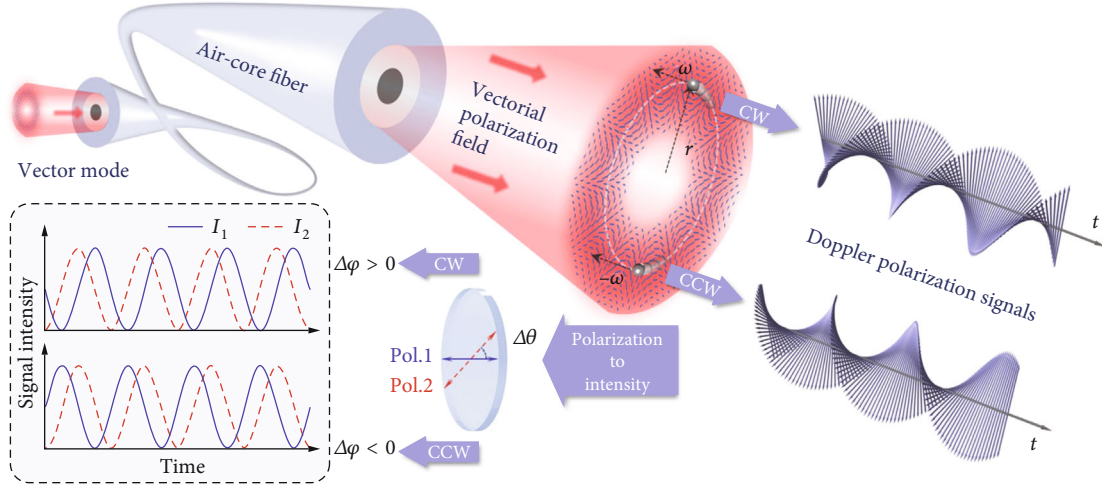 Air-core fiber
Vector mode
Vectorial
polarization
field
ω
r
-ω
CW
CCW
t
Doppler polarization signals
t
I₁
I₂
Signal intensity
Time
Δφ > 0
CW
Δφ < 0
CCW
Pol.1
Pol.2
Δθ
Polarization
to
intensity